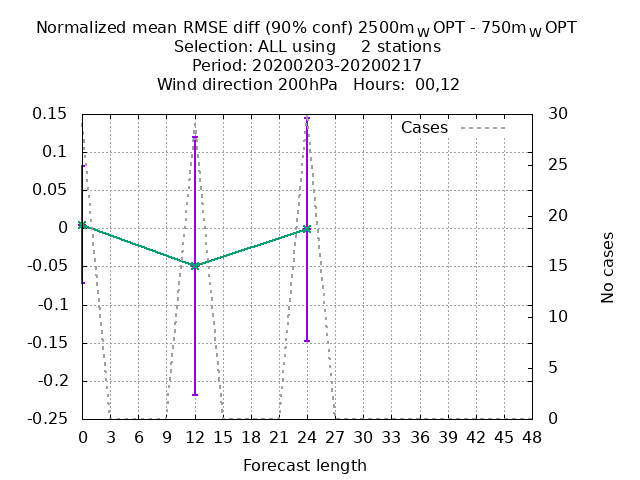 Normalized mean RMSE diff (90% conf) 2500m_W OPT - 750m_W OPT
Selection: ALL using 2 stations
Period: 20200203-20200217
Wind direction 200hPa Hours: 00,12
Cases
0.15
0.1
0.05
0
-0.05
-0.1
-0.15
-0.2
-0.25
30
25
20
15
10
5
0
No cases
0 3 6 9 12 15 18 21 24 27 30 33 36 39 42 45 48
Forecast length